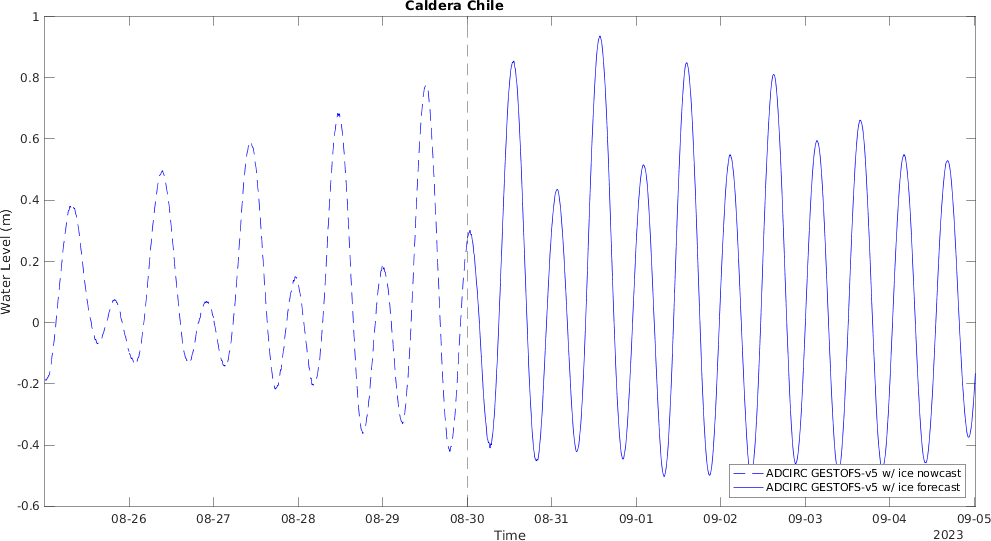 Caldera Chile
1
0.8
0.6
0.4
0.2
0
-0.2
-0.4
-0.6
Water Level (m)
ADCIRC GESTOFS-v5 w/ ice nowcast
ADCIRC GESTOFS-v5 w/ ice forecast
08-26 08-27 08-28 08-29 08-30 08-31 09-01 09-02 09-03 09-04 09-05
Time
2023